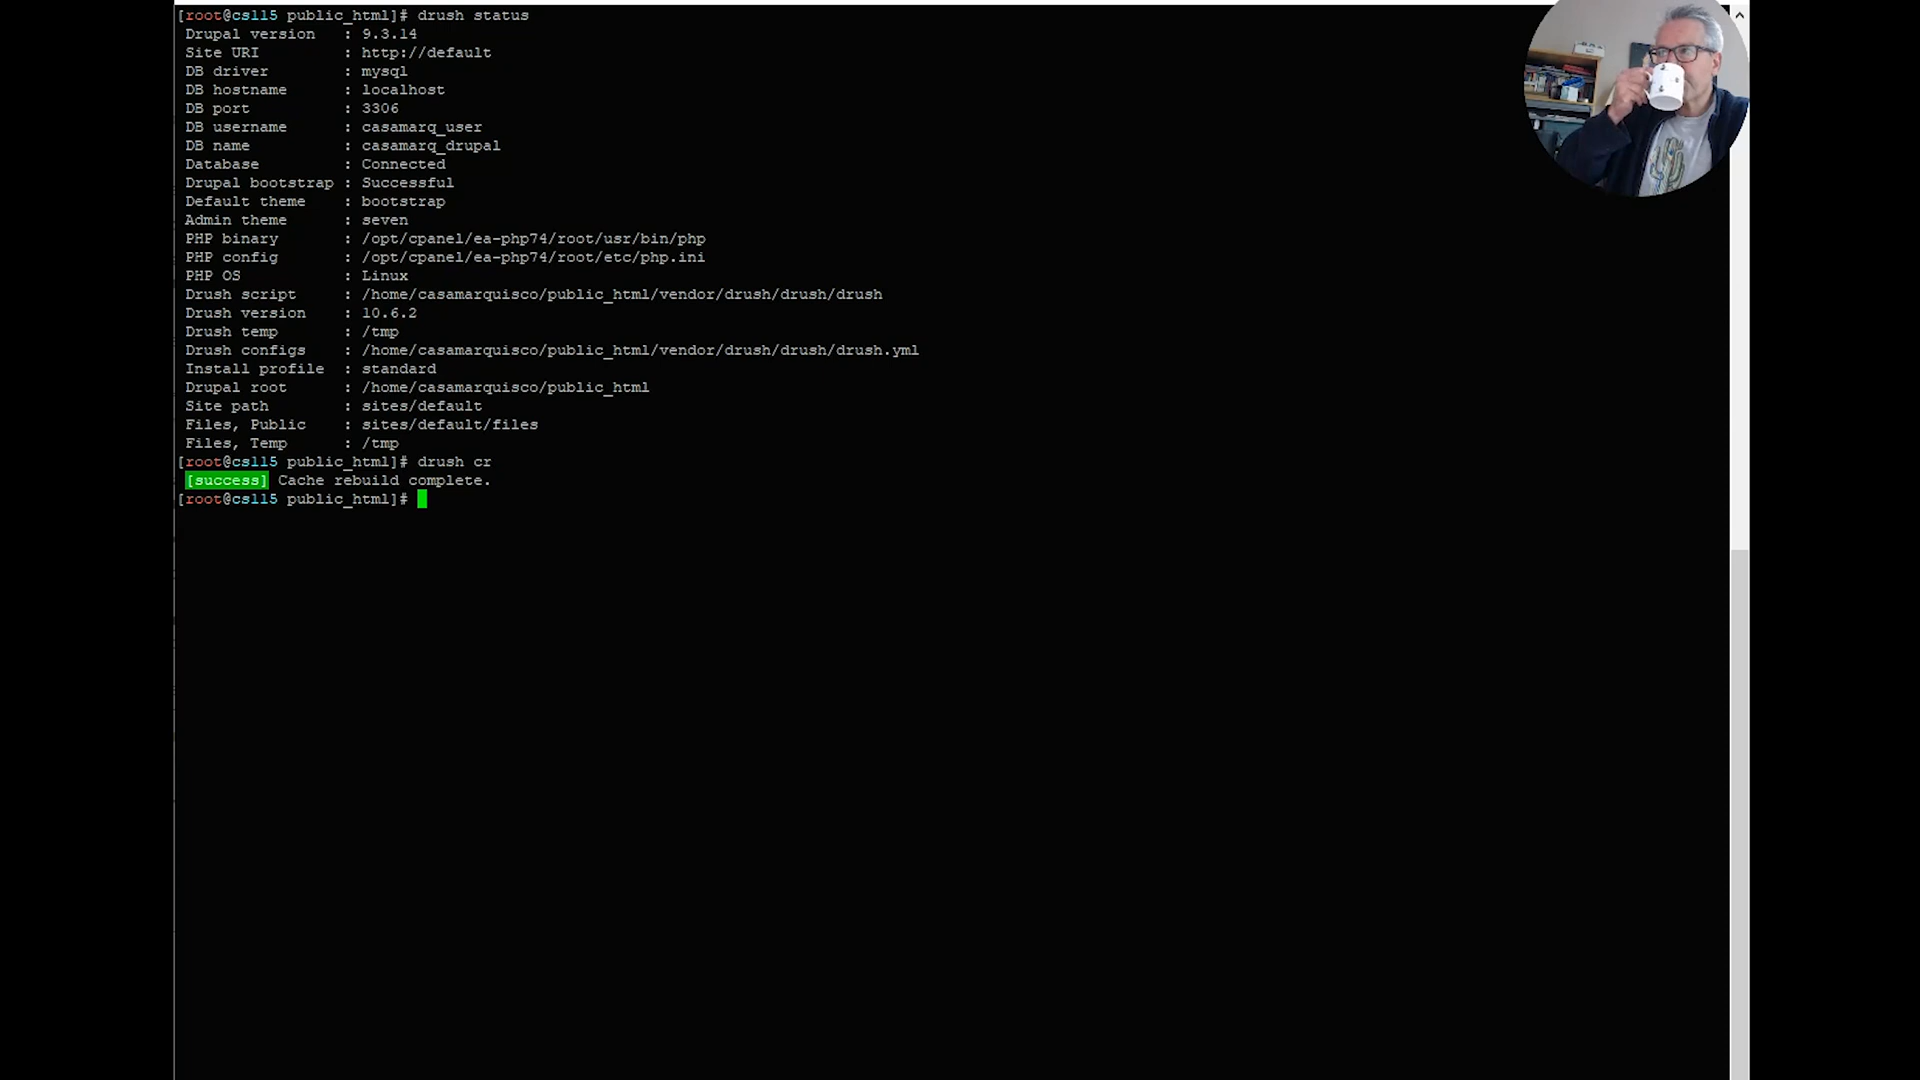 [root@cs115 public_html]# drush status
Drupal version   : 9.3.14
Site URI         : http://default
DB driver        : mysql
DB hostname      : localhost
DB port          : 3306
DB username      : casamarq_user
DB name          : casamarq_drupal
Database         : Connected
Drupal bootstrap : Successful
Default theme    : bootstrap
Admin theme      : seven
PHP binary       : /opt/cpanel/ea-php74/root/usr/bin/php
PHP config       : /opt/cpanel/ea-php74/root/etc/php.ini
PHP OS           : Linux
Drush script     : /home/casamarquisco/public_html/vendor/drush/drush/drush
Drush version    : 10.6.2
Drush temp       : /tmp
Drush configs    : /home/casamarquisco/public_html/vendor/drush/drush/drush.yml
Install profile  : standard
Drupal root      : /home/casamarquisco/public_html
Site path        : sites/default
Files, Public    : sites/default/files
Files, Temp      : /tmp
[root@cs115 public_html]# drush cr
[success] Cache rebuild complete.
[root@cs115 public_html]#